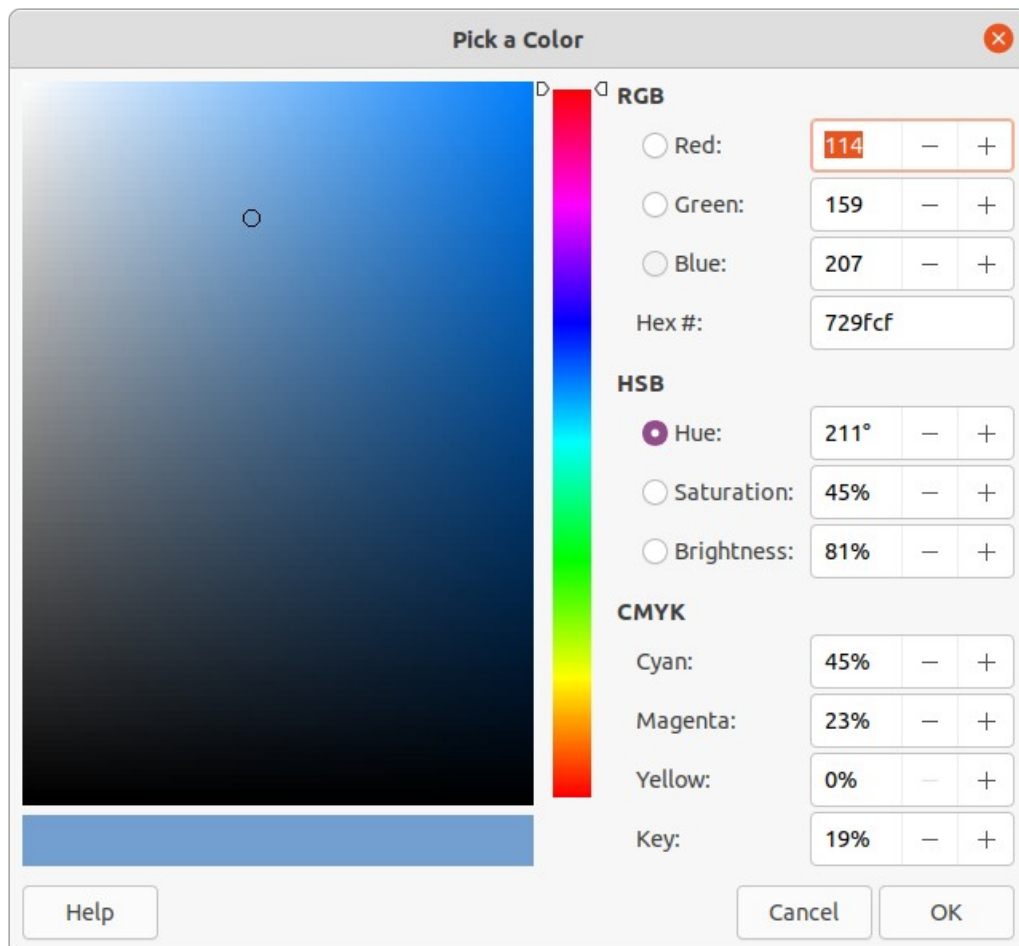 Pick a Color
RGB
Red: 114
Green: 159
Blue: 207
Hex #: 729fcf
HSB
Hue: 211°
Saturation: 45%
Brightness: 81%
CMYK
Cyan: 45%
Magenta: 23%
Yellow: 0%
Key: 19%
Help Cancel OK